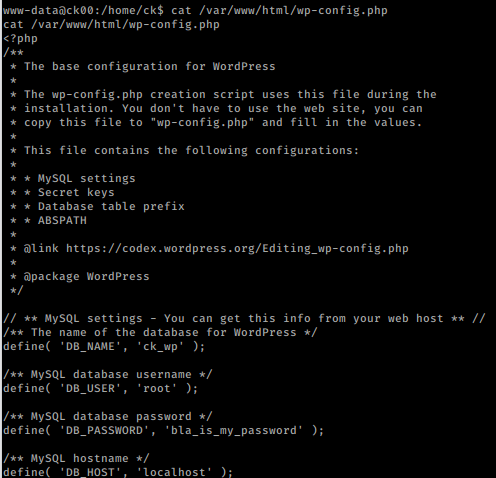 www-data@ck00:/home/ck$ cat /var/www/html/wp-config.php
cat /var/www/html/wp-config.php
<?php
/**
 * The base configuration for WordPress
 *
 * The wp-config.php creation script uses this file during the
 * installation. You don't have to use the web site, you can
 * copy this file to "wp-config.php" and fill in the values.
 *
 * This file contains the following configurations:
 *
 * * MySQL settings
 * * Secret keys
 * * Database table prefix
 * * ABSPATH
 *
 * @link https://codex.wordpress.org/Editing_wp-config.php
 *
 * @package WordPress
 */

// ** MySQL settings - You can get this info from your web host ** //
/** The name of the database for WordPress */
define( 'DB_NAME', 'ck_wp' );

/** MySQL database username */
define( 'DB_USER', 'root' );

/** MySQL database password */
define( 'DB_PASSWORD', 'bla_is_my_password' );

/** MySQL hostname */
define( 'DB_HOST', 'localhost' );